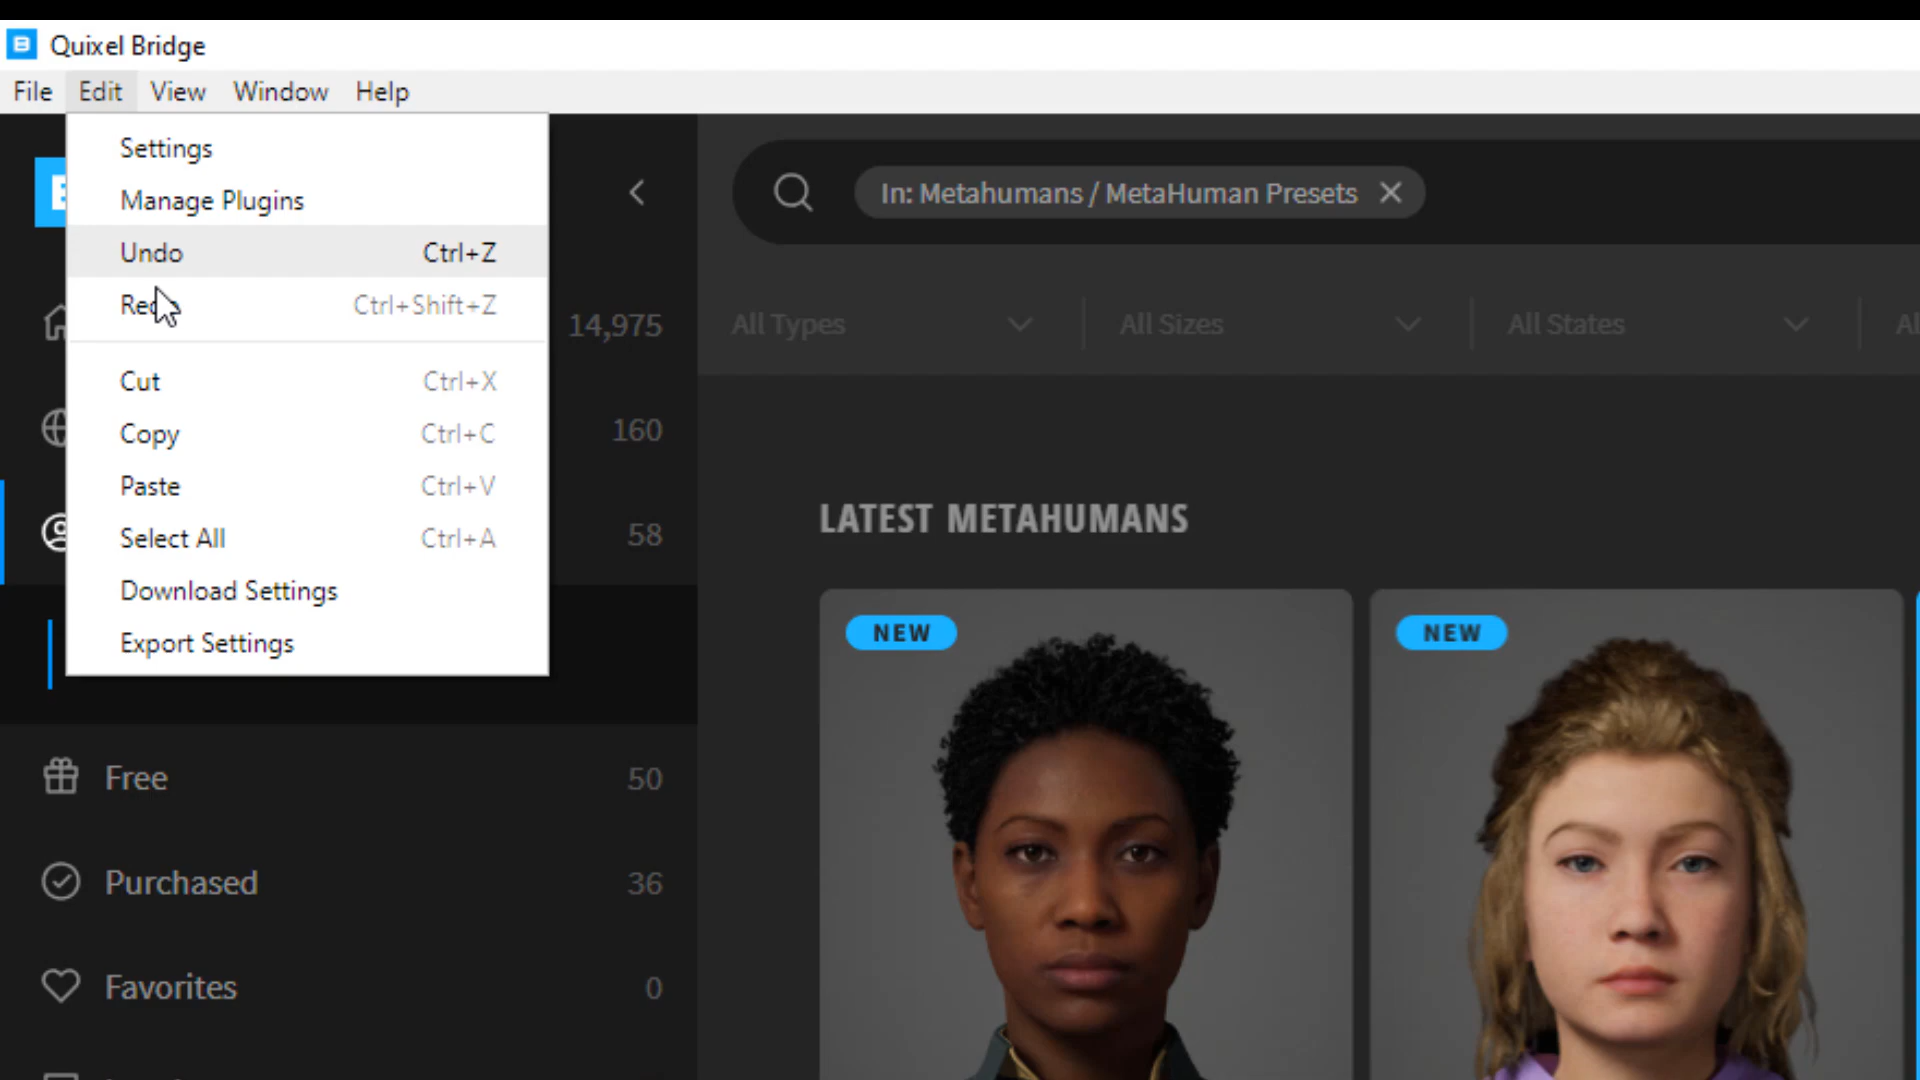 Quixel Bridge
File Edit View Window Help
Settings
Manage Plugins
Undo Ctrl+Z
Ctrl+Shift+Z
Cut Ctrl+X
Copy Ctrl+C
Paste Ctrl+V
Select All Ctrl+A
Download Settings
Export Settings
14,975
160
58
Free 50
Purchased 36
Favorites 0
In: Metahumans / MetaHuman Presets
All Types All Sizes All States
LATEST METAHUMANS
NEW NEW